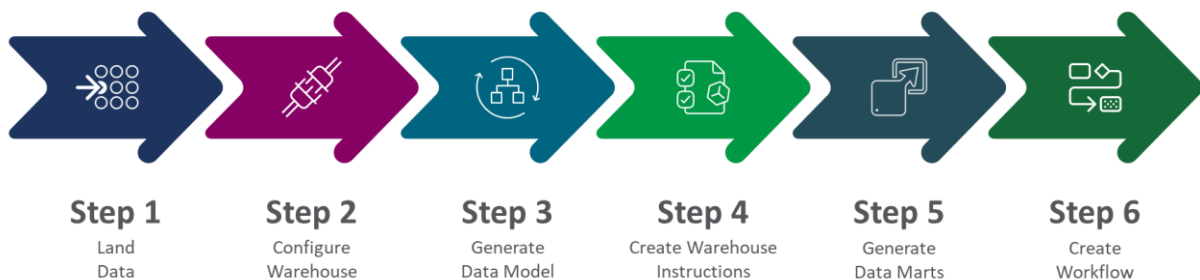 Step 1
Land
Data
Step 2
Configure
Warehouse
Step 3
Generate
Data Model
Step 4
Create Warehouse
Instructions
Step 5
Generate
Data Marts
Step 6
Create
Workflow